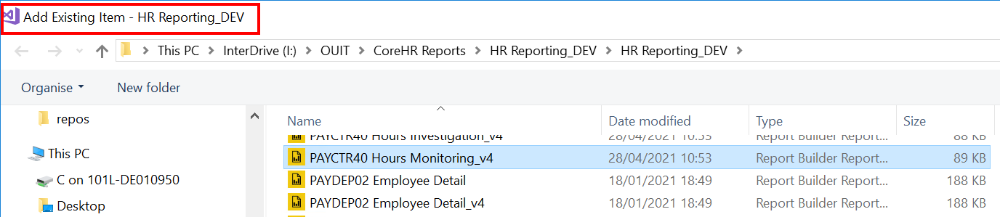 Add Existing Item - HR Reporting_DEV
This PC > InterDrive (I:) > OUIT > CoreHR Reports > HR Reporting_DEV > HR Reporting_DEV >
Organise New folder
repos
This PC
C on 101L-DE010950
Desktop
Name Date modified Type Size
PAYCTR40 Hours Investigation_v4 28/04/2021 10:53 Report Builder Report... 88 KB
PAYCTR40 Hours Monitoring_v4 28/04/2021 10:53 Report Builder Report... 89 KB
PAYDEP02 Employee Detail 18/01/2021 18:49 Report Builder Report... 188 KB
PAYDEP02 Employee Detail_v4 18/01/2021 18:49 Report Builder Report... 188 KB